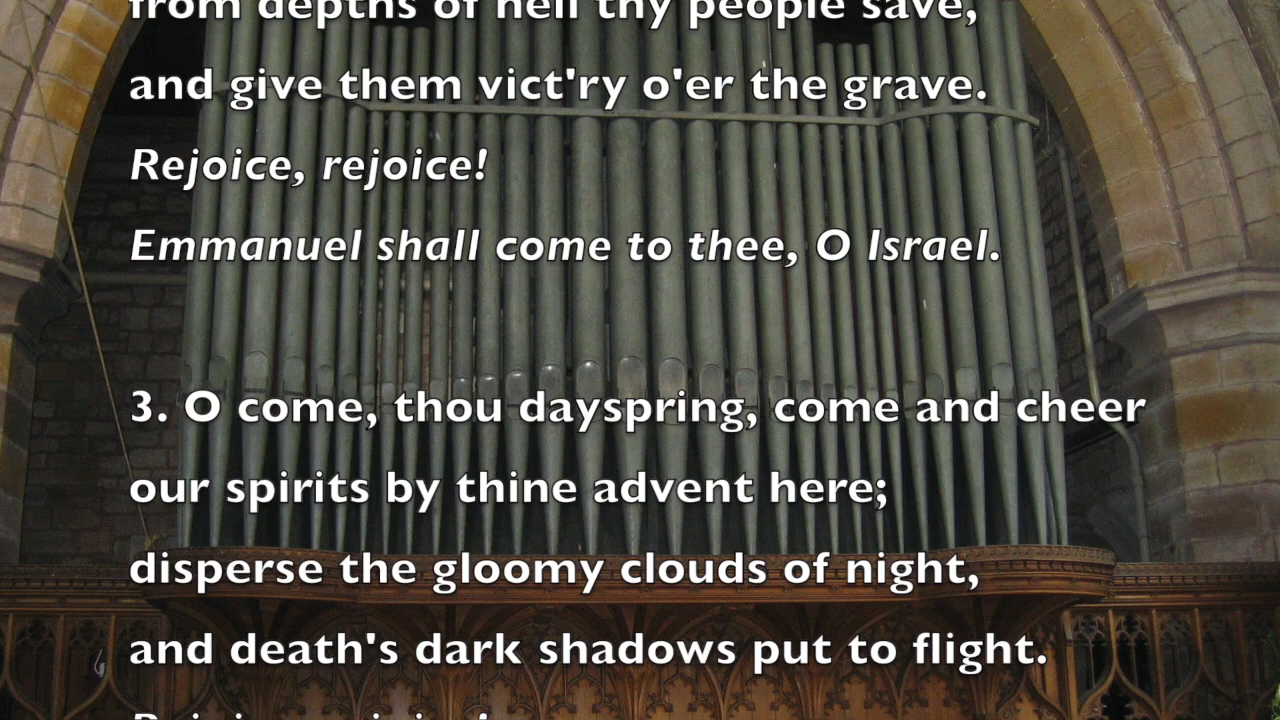 from depths of hell thy people save,
and give them vict'ry o'er the grave.
Rejoice, rejoice!
Emmanuel shall come to thee, O Israel.
3. O come, thou dayspring, come and cheer
our spirits by thine advent here;
disperse the gloomy clouds of night,
and death's dark shadows put to flight.